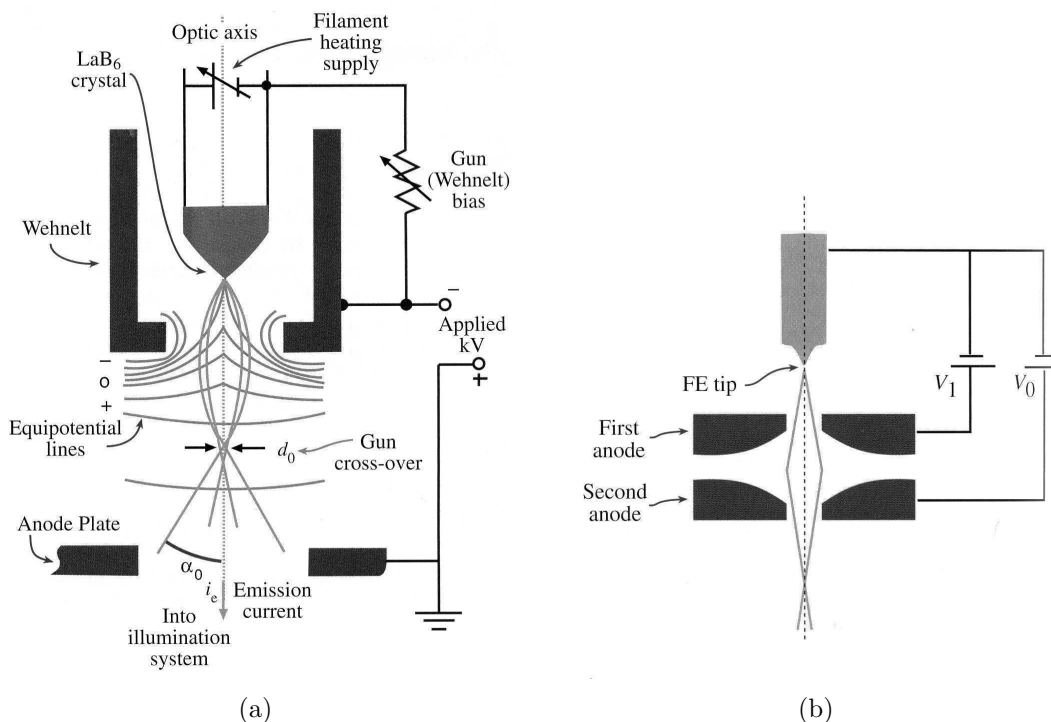 Optic axis
Filament
heating
supply
LaB₆
crystal
Gun
(Wehnelt)
bias
Wehnelt
−
Applied
kV
+
−
o
+
Equipotential
lines
d₀
Gun
cross-over
Anode Plate
α₀
iₑ
Emission
current
Into
illumination
system
(a)
FE tip
V₁
V₀
First
anode
Second
anode
(b)